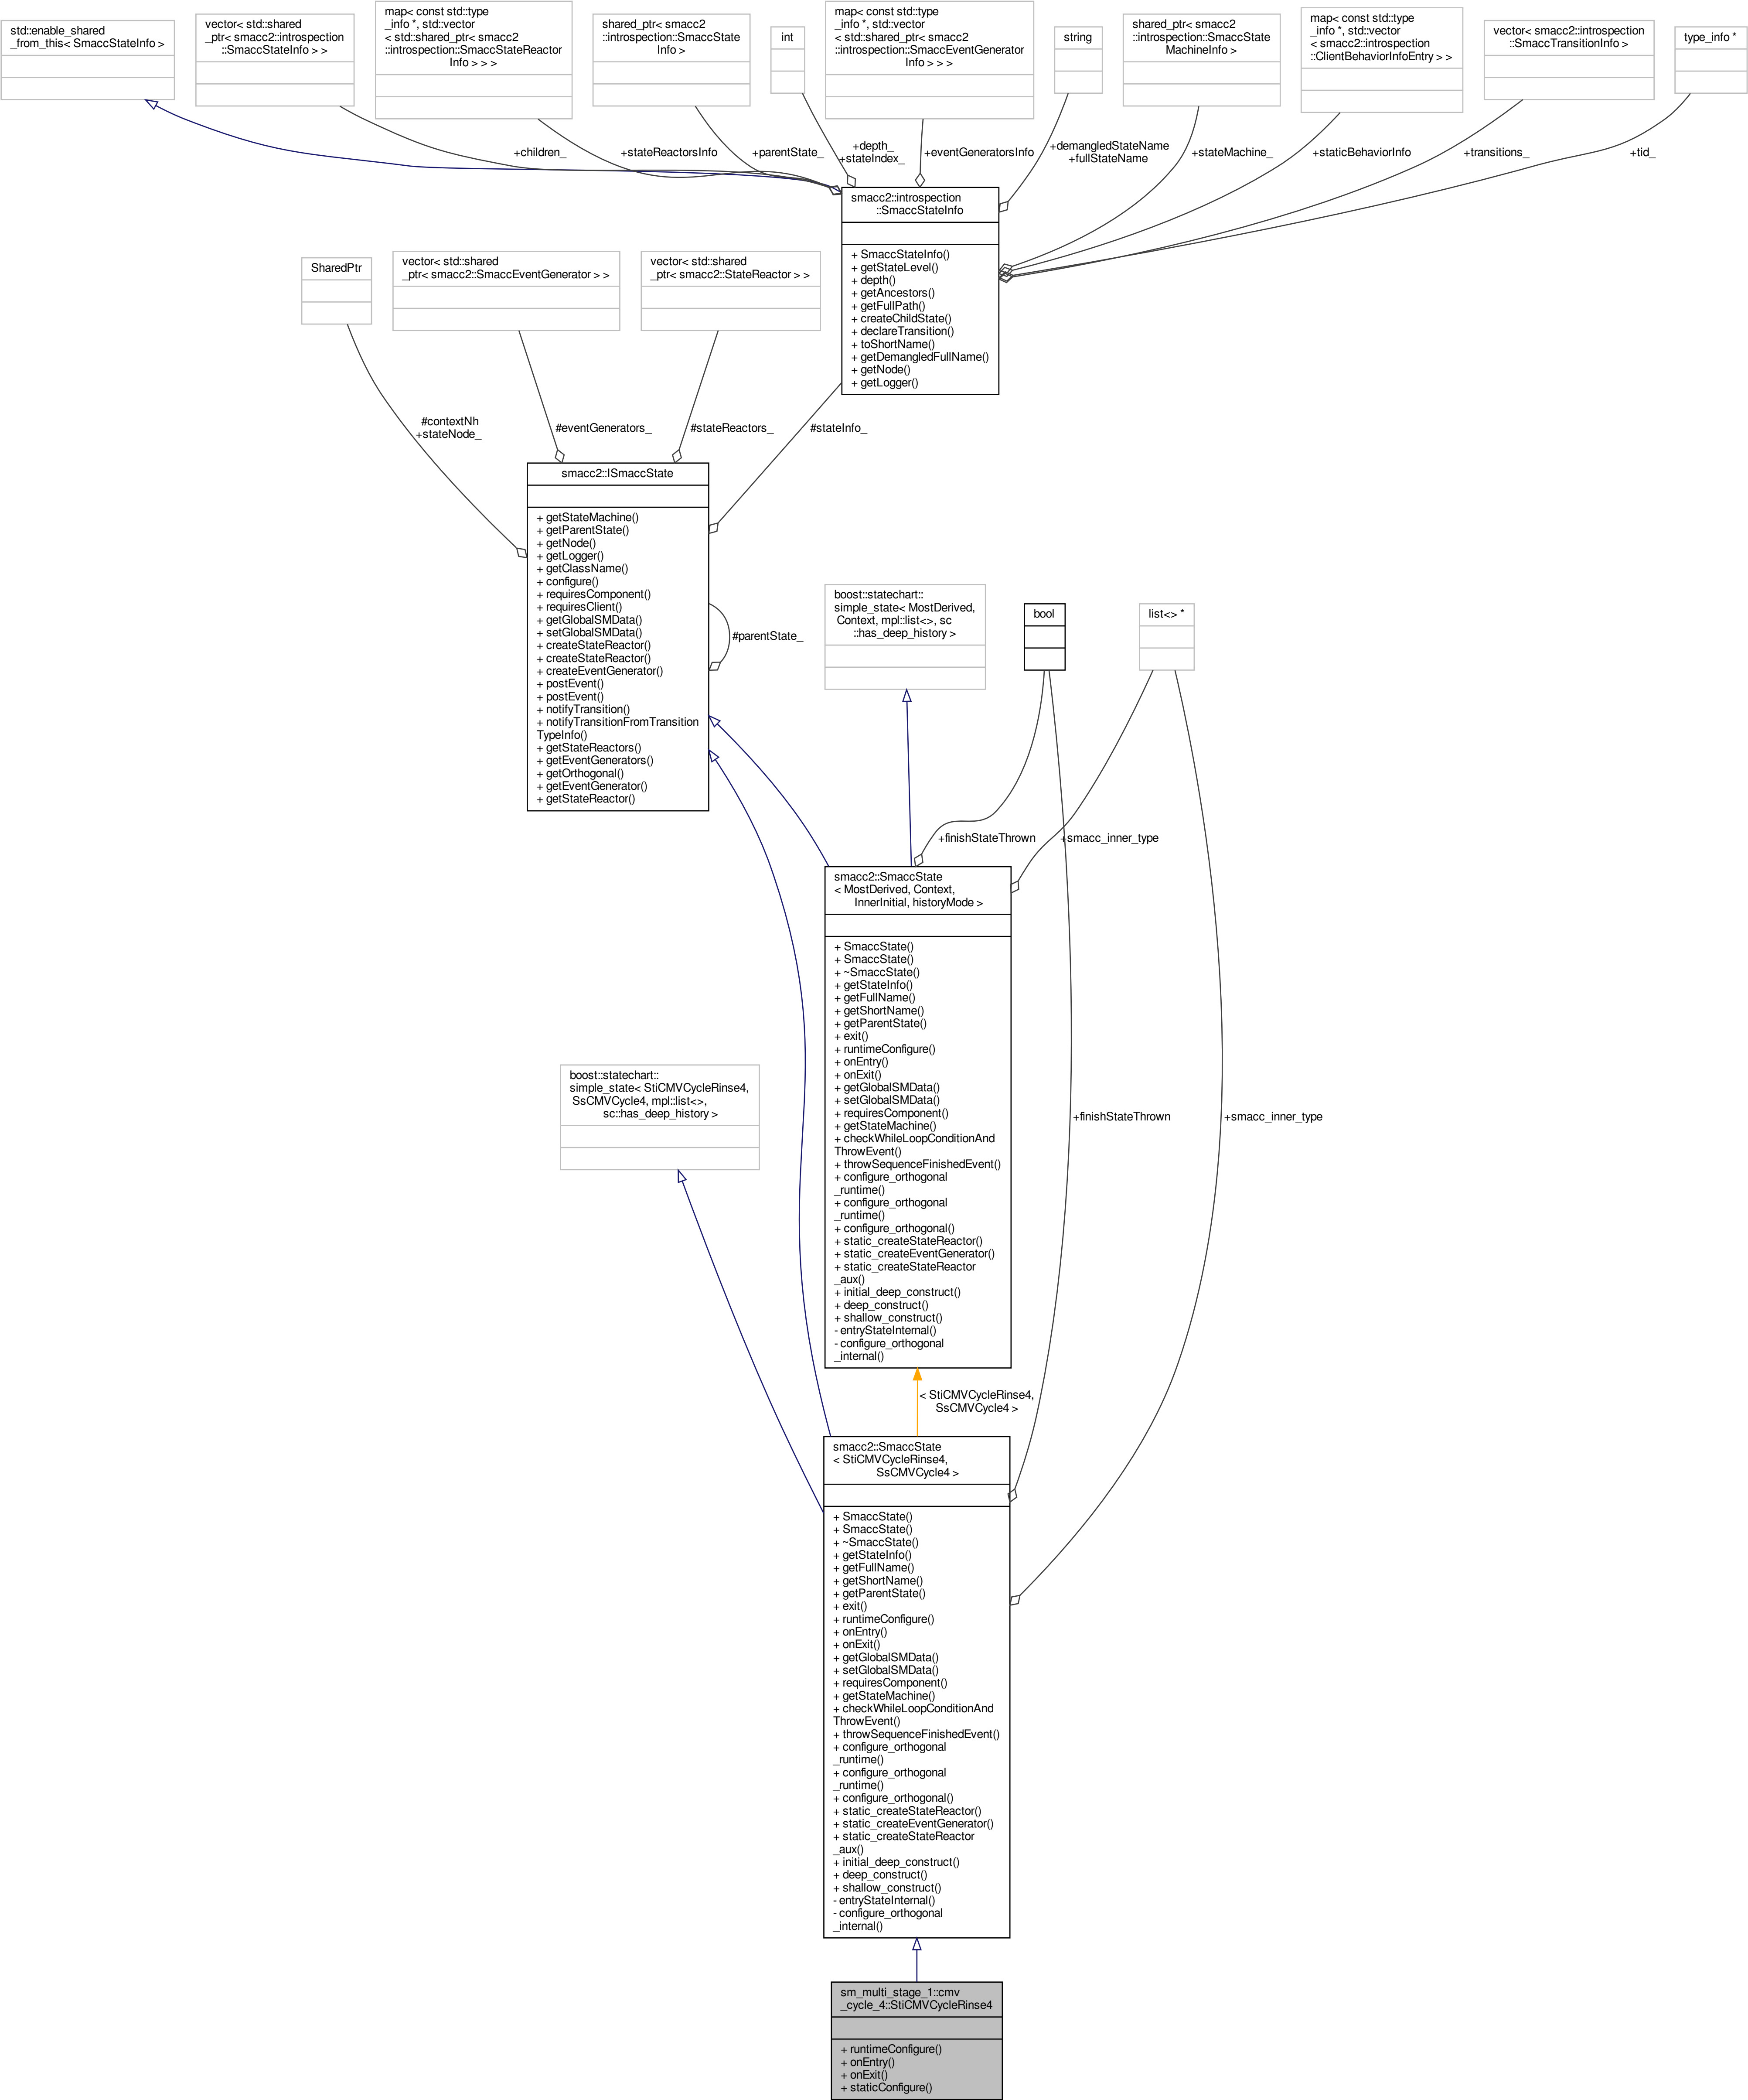 std::enable_shared
_from_this< SmaccStateInfo >
vector< std::shared
_ptr< smacc2::introspection
::SmaccStateInfo > >
map< const std::type
_info *, std::vector
< std::shared_ptr< smacc2
::introspection::SmaccStateReactor
Info > > >
shared_ptr< smacc2
::introspection::SmaccState
Info >
int
map< const std::type
_info *, std::vector
< std::shared_ptr< smacc2
::introspection::SmaccEventGenerator
Info > > >
string
shared_ptr< smacc2
::introspection::SmaccState
MachineInfo >
map< const std::type
_info *, std::vector
< smacc2::introspection
::ClientBehaviorInfoEntry > >
vector< smacc2::introspection
::SmaccTransitionInfo >
type_info *
+children_
+stateReactorsInfo
+parentState_
+depth_
+stateIndex_
+eventGeneratorsInfo
+demangledStateName
+fullStateName
+stateMachine_
+staticBehaviorInfo
+transitions_
+tid_
smacc2::introspection
::SmaccStateInfo
+ SmaccStateInfo()
+ getStateLevel()
+ depth()
+ getAncestors()
+ getFullPath()
+ createChildState()
+ declareTransition()
+ toShortName()
+ getDemangledFullName()
+ getNode()
+ getLogger()
SharedPtr
vector< std::shared
_ptr< smacc2::SmaccEventGenerator > >
vector< std::shared
_ptr< smacc2::StateReactor > >
#contextNh
+stateNode_
#eventGenerators_
#stateReactors_
#stateInfo_
smacc2::ISmaccState
+ getStateMachine()
+ getParentState()
+ getNode()
+ getLogger()
+ getClassName()
+ configure()
+ requiresComponent()
+ requiresClient()
+ getGlobalSMData()
+ setGlobalSMData()
+ createStateReactor()
+ createStateReactor()
+ createEventGenerator()
+ postEvent()
+ postEvent()
+ notifyTransition()
+ notifyTransitionFromTransition
TypeInfo()
+ getStateReactors()
+ getEventGenerators()
+ getOrthogonal()
+ getEventGenerator()
+ getStateReactor()
#parentState_
boost::statechart::
simple_state< MostDerived,
Context, mpl::list<>, sc
::has_deep_history >
bool
list<> *
+finishStateThrown
+smacc_inner_type
smacc2::SmaccState
< MostDerived, Context,
InnerInitial, historyMode >
+ SmaccState()
+ SmaccState()
+ ~SmaccState()
+ getStateInfo()
+ getFullName()
+ getShortName()
+ getParentState()
+ exit()
+ runtimeConfigure()
+ onEntry()
+ onExit()
+ getGlobalSMData()
+ setGlobalSMData()
+ requiresComponent()
+ getStateMachine()
+ checkWhileLoopConditionAnd
ThrowEvent()
+ throwSequenceFinishedEvent()
+ configure_orthogonal
_runtime()
+ configure_orthogonal
_runtime()
+ configure_orthogonal()
+ static_createStateReactor()
+ static_createEventGenerator()
+ static_createStateReactor
_aux()
+ initial_deep_construct()
+ deep_construct()
+ shallow_construct()
- entryStateInternal()
- configure_orthogonal
_internal()
boost::statechart::
simple_state< StiCMVCycleRinse4,
SsCMVCycle4, mpl::list<>,
sc::has_deep_history >
+finishStateThrown
+smacc_inner_type
< StiCMVCycleRinse4,
SsCMVCycle4 >
smacc2::SmaccState
< StiCMVCycleRinse4,
SsCMVCycle4 >
+ SmaccState()
+ SmaccState()
+ ~SmaccState()
+ getStateInfo()
+ getFullName()
+ getShortName()
+ getParentState()
+ exit()
+ runtimeConfigure()
+ onEntry()
+ onExit()
+ getGlobalSMData()
+ setGlobalSMData()
+ requiresComponent()
+ getStateMachine()
+ checkWhileLoopConditionAnd
ThrowEvent()
+ throwSequenceFinishedEvent()
+ configure_orthogonal
_runtime()
+ configure_orthogonal
_runtime()
+ configure_orthogonal()
+ static_createStateReactor()
+ static_createEventGenerator()
+ static_createStateReactor
_aux()
+ initial_deep_construct()
+ deep_construct()
+ shallow_construct()
- entryStateInternal()
- configure_orthogonal
_internal()
sm_multi_stage_1::cmv
_cycle_4::StiCMVCycleRinse4
+ runtimeConfigure()
+ onEntry()
+ onExit()
+ staticConfigure()